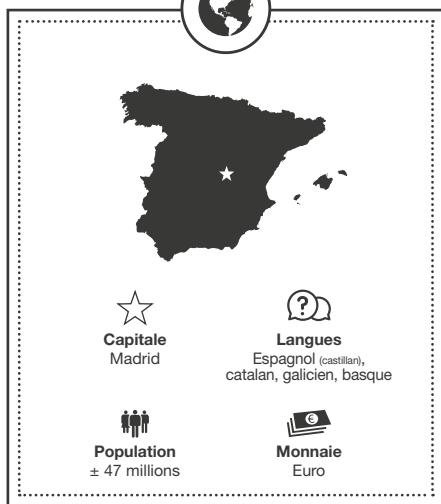 Capitale
Madrid
Langues
Espagnol (castillan),
catalan, galicien, basque
Population
± 47 millions
Monnaie
Euro